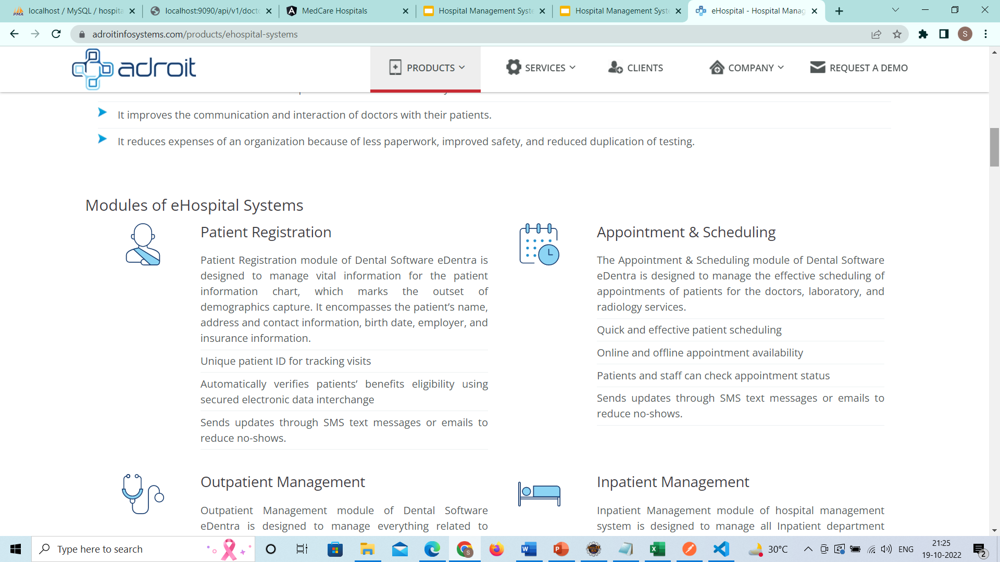 localhost / MySQL / hospita
localhost:9090/api/v1/docto
MedCare Hospitals
Hospital Management Syste
Hospital Management Syste
eHospital - Hospital Manag
adroitinfosystems.com/products/ehospital-systems
S
adroit
PRODUCTS
SERVICES
CLIENTS
COMPANY
REQUEST A DEMO
It improves the communication and interaction of doctors with their patients.
It reduces expenses of an organization because of less paperwork, improved safety, and reduced duplication of testing.
Modules of eHospital Systems
Patient Registration
Patient Registration module of Dental Software eDentra is
designed to manage vital information for the patient
information chart, which marks the outset of
demographics capture. It encompasses the patient’s name,
address and contact information, birth date, employer, and
insurance information.
Unique patient ID for tracking visits
Automatically verifies patients’ benefits eligibility using
secured electronic data interchange
Sends updates through SMS text messages or emails to
reduce no-shows.
Appointment & Scheduling
The Appointment & Scheduling module of Dental Software
eDentra is designed to manage the effective scheduling of
appointments of patients for the doctors, laboratory, and
radiology services.
Quick and effective patient scheduling
Online and offline appointment availability
Patients and staff can check appointment status
Sends updates through SMS text messages or emails to
reduce no-shows.
Outpatient Management
Outpatient Management module of Dental Software
eDentra is designed to manage everything related to
Inpatient Management
Inpatient Management module of hospital management
system is designed to manage all Inpatient department
Type here to search
30°C
ENG
21:25
19-10-2022
2